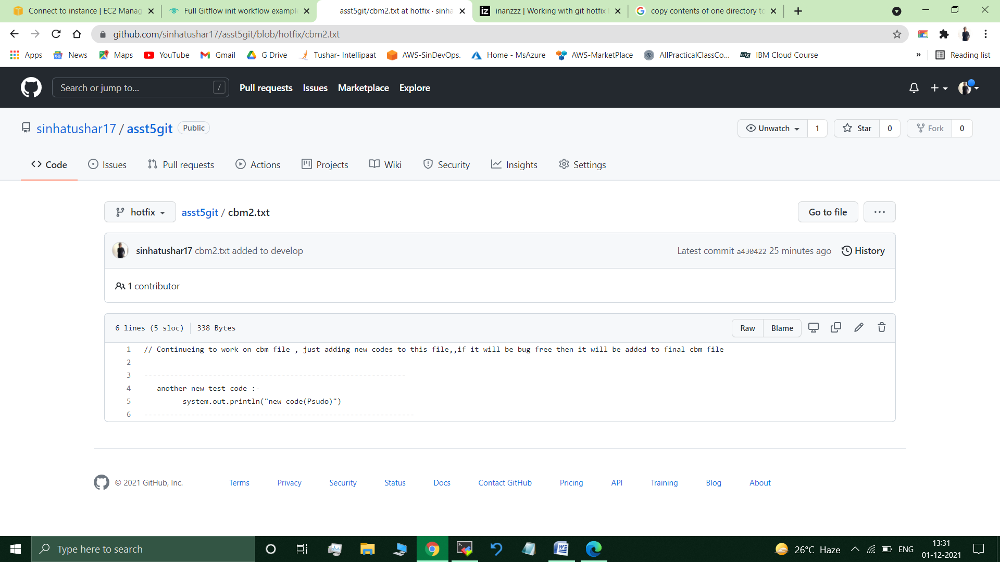 Connect to instance | EC2 Manag
Full Gitflow init workflow example
asst5git/cbm2.txt at hotfix · sinha
iz inanzzz | Working with git hotfix
copy contents of one directory to
github.com/sinhatushar17/asst5git/blob/hotfix/cbm2.txt
Apps News Maps YouTube Gmail G Drive Tushar- Intellipaat AWS-SinDevOps. Home - MsAzure AWS-MarketPlace AllPracticalClassCo... edX IBM Cloud Course » Reading list
Search or jump to... / Pull requests Issues Marketplace Explore
sinhatushar17 / asst5git Public Unwatch 1 Star 0 Fork 0
Code Issues Pull requests Actions Projects Wiki Security Insights Settings
hotfix asst5git / cbm2.txt Go to file ...
sinhatushar17 cbm2.txt added to develop Latest commit a430422 25 minutes ago History
1 contributor
6 lines (5 sloc) 338 Bytes Raw Blame
1 // Continueing to work on cbm file , just adding new codes to this file,,if it will be bug free then it will be added to final cbm file
2
3 -------------------------------------------------------------
4 another new test code :-
5 system.out.println("new code(Psudo)")
6 ---------------------------------------------------------------
© 2021 GitHub, Inc. Terms Privacy Security Status Docs Contact GitHub Pricing API Training Blog About
Type here to search
26°C Haze ENG
13:31
01-12-2021